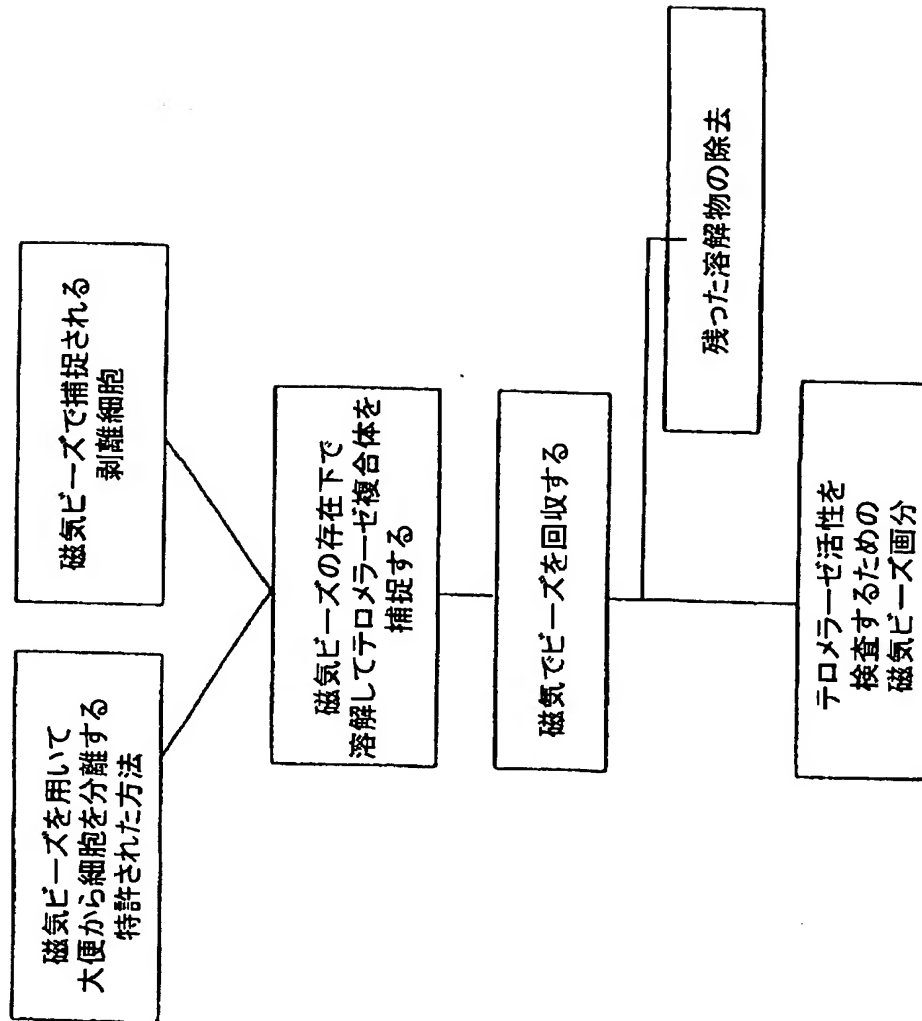 磁気ビーズを用いて
大便から細胞を分離する
特許された方法
磁気ビーズで捕捉される
剥離細胞
磁気ビーズの存在下で
溶解してテロメラーゼ複合体を
捕捉する
磁気でビーズを回収する
残った溶解物の除去
テロメラーゼ活性を
検査するための
磁気ビーズ画分